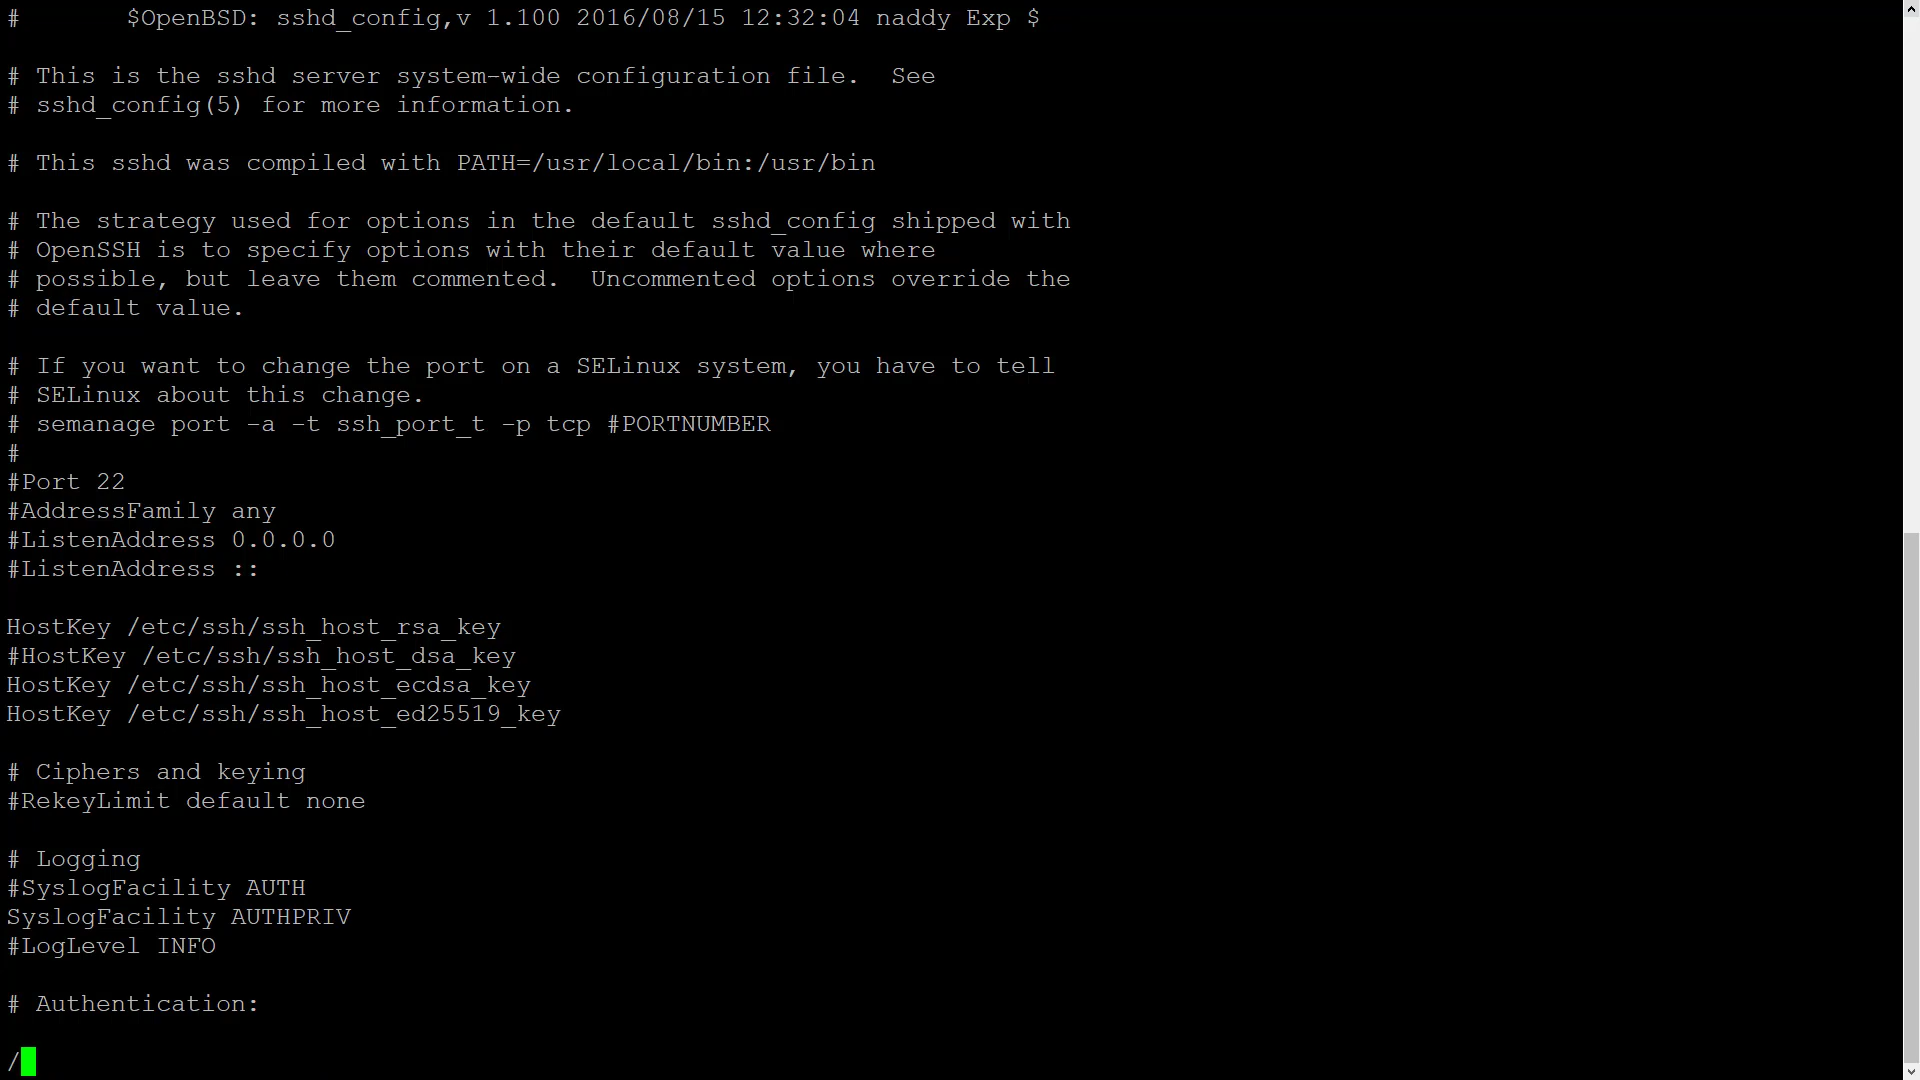 #       $OpenBSD: sshd_config,v 1.100 2016/08/15 12:32:04 naddy Exp $

# This is the sshd server system-wide configuration file.  See
# sshd_config(5) for more information.

# This sshd was compiled with PATH=/usr/local/bin:/usr/bin

# The strategy used for options in the default sshd_config shipped with
# OpenSSH is to specify options with their default value where
# possible, but leave them commented.  Uncommented options override the
# default value.

# If you want to change the port on a SELinux system, you have to tell
# SELinux about this change.
# semanage port -a -t ssh_port_t -p tcp #PORTNUMBER
#
#Port 22
#AddressFamily any
#ListenAddress 0.0.0.0
#ListenAddress ::

HostKey /etc/ssh/ssh_host_rsa_key
#HostKey /etc/ssh/ssh_host_dsa_key
HostKey /etc/ssh/ssh_host_ecdsa_key
HostKey /etc/ssh/ssh_host_ed25519_key

# Ciphers and keying
#RekeyLimit default none

# Logging
#SyslogFacility AUTH
SyslogFacility AUTHPRIV
#LogLevel INFO

# Authentication:

/